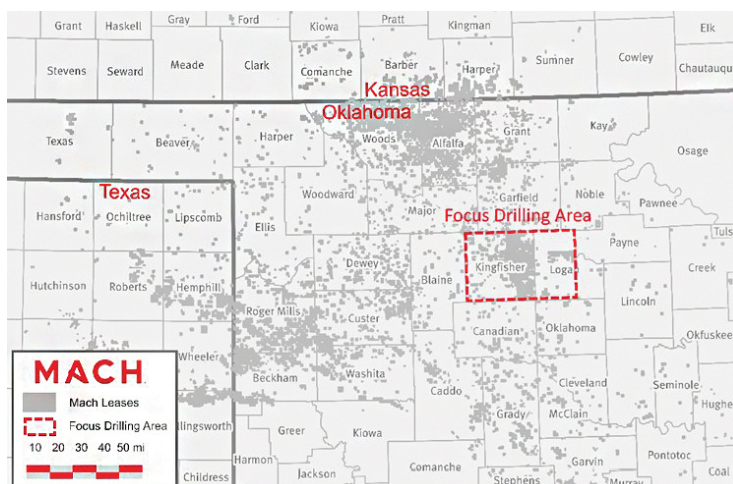 Grant
Haskell
Gray
Ford
Kiowa
Pratt
Kingman
Elk
Stevens
Seward
Meade
Clark
Comanche
Barber
Harper
Sumner
Cowley
Chautauqu
Kansas
Oklahoma
Texas
Beaver
Harper
Woods
Alfalfa
Grant
Kay
Osage
Texas
Hansford
Ochiltree
Lipscomb
Ellis
Woodward
Major
Garfield
Noble
Pawnee
Focus Drilling Area
Hutchinson
Roberts
Hemphill
Dewey
Blaine
Kingfisher
Loga
Payne
Tuls
Creek
Roger Mills
Custer
Canadian
Oklahoma
Lincoln
Okfuskee
Wheeler
Beckham
Washita
Caddo
Cleveland
Seminole
Hughe
Grady
McClain
MACH
Mach Leases
Focus Drilling Area
10 20 30 40 50 mi
llingsworth
Greer
Kiowa
Harmon
Jackson
Comanche
Stephens
Garvin
Murray
Pontotoc
Coal
Childress